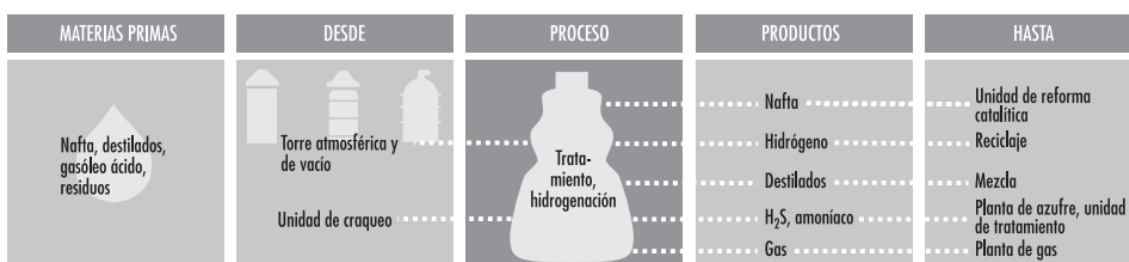 MATERIAS PRIMAS
DESDE
PROCESO
PRODUCTOS
HASTA
Nafta, destilados,
gasóleo ácido,
residuos
Torre atmosférica y
de vacío
Unidad de craqueo
Trata-
miento,
hidrogenación
Nafta
Hidrógeno
Destilados
H₂S, amoníaco
Gas
Unidad de reforma
catalítica
Reciclaje
Mezcla
Planta de azufre, unidad
de tratamiento
Planta de gas